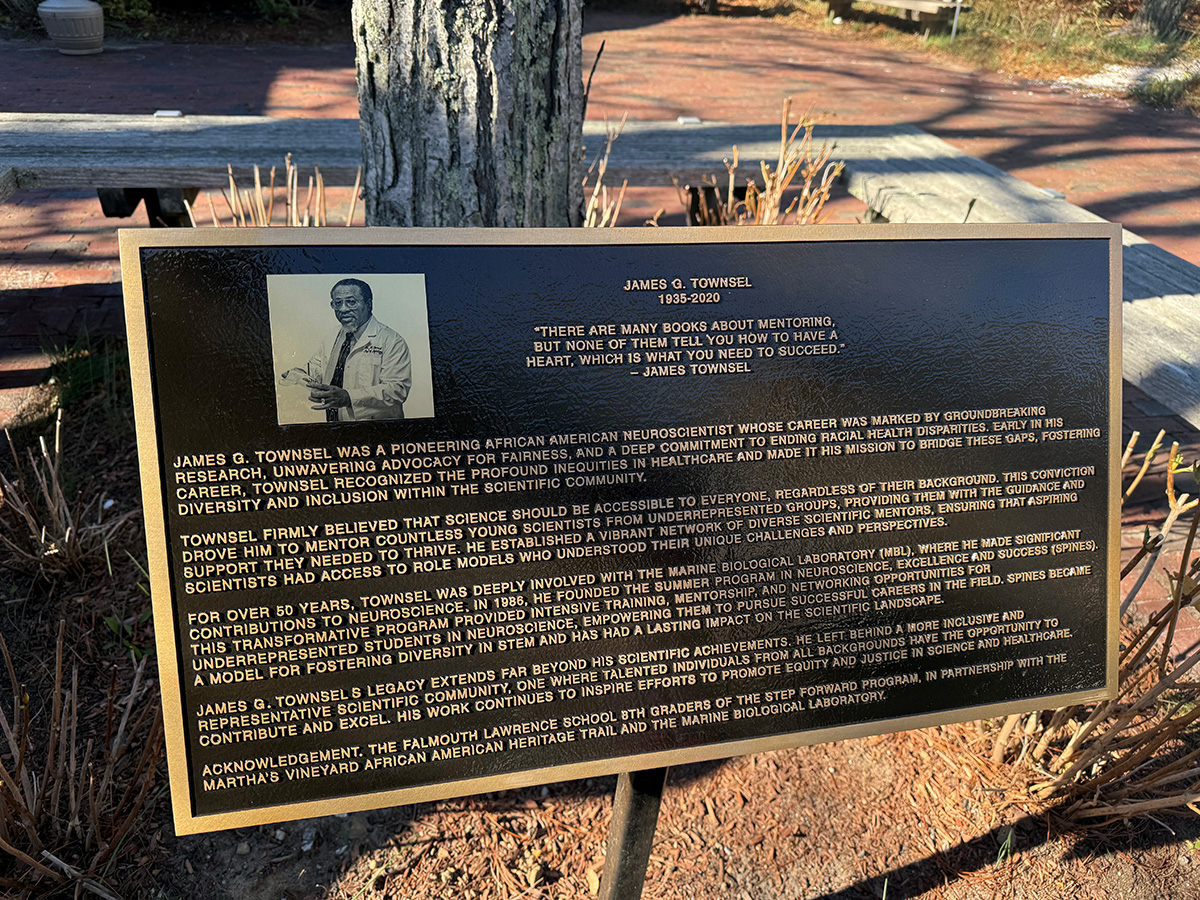 JAMES G. TOWNSEL
1935-2020
"THERE ARE MANY BOOKS ABOUT MENTORING,
BUT NONE OF THEM TELL YOU HOW TO HAVE A
HEART, WHICH IS WHAT YOU NEED TO SUCCEED."
– JAMES TOWNSEL
JAMES G. TOWNSEL WAS A PIONEERING AFRICAN AMERICAN NEUROSCIENTIST WHOSE CAREER WAS MARKED BY GROUNDBREAKING
RESEARCH, UNWAVERING ADVOCACY FOR FAIRNESS, AND A DEEP COMMITMENT TO ENDING RACIAL HEALTH DISPARITIES. EARLY IN HIS
CAREER, TOWNSEL RECOGNIZED THE PROFOUND INEQUITIES IN HEALTHCARE AND MADE IT HIS MISSION TO BRIDGE THESE GAPS, FOSTERING
DIVERSITY AND INCLUSION WITHIN THE SCIENTIFIC COMMUNITY.
TOWNSEL FIRMLY BELIEVED THAT SCIENCE SHOULD BE ACCESSIBLE TO EVERYONE, REGARDLESS OF THEIR BACKGROUND. THIS CONVICTION
DROVE HIM TO MENTOR COUNTLESS YOUNG SCIENTISTS FROM UNDERREPRESENTED GROUPS, PROVIDING THEM WITH THE GUIDANCE AND
SUPPORT THEY NEEDED TO THRIVE. HE ESTABLISHED A VIBRANT NETWORK OF DIVERSE SCIENTIFIC MENTORS, ENSURING THAT ASPIRING
SCIENTISTS HAD ACCESS TO ROLE MODELS WHO UNDERSTOOD THEIR UNIQUE CHALLENGES AND PERSPECTIVES.
FOR OVER 50 YEARS, TOWNSEL WAS DEEPLY INVOLVED WITH THE MARINE BIOLOGICAL LABORATORY (MBL), WHERE HE MADE SIGNIFICANT
CONTRIBUTIONS TO NEUROSCIENCE. IN 1986, HE FOUNDED THE SUMMER PROGRAM IN NEUROSCIENCE, EXCELLENCE AND SUCCESS (SPINES).
THIS TRANSFORMATIVE PROGRAM PROVIDED INTENSIVE TRAINING, MENTORSHIP, AND NETWORKING OPPORTUNITIES FOR
UNDERREPRESENTED STUDENTS IN NEUROSCIENCE, EMPOWERING THEM TO PURSUE SUCCESSFUL CAREERS IN THE FIELD. SPINES BECAME
A MODEL FOR FOSTERING DIVERSITY IN STEM AND HAS HAD A LASTING IMPACT ON THE SCIENTIFIC LANDSCAPE.
JAMES G. TOWNSEL'S LEGACY EXTENDS FAR BEYOND HIS SCIENTIFIC ACHIEVEMENTS. HE LEFT BEHIND A MORE INCLUSIVE AND
REPRESENTATIVE SCIENTIFIC COMMUNITY, ONE WHERE TALENTED INDIVIDUALS FROM ALL BACKGROUNDS HAVE THE OPPORTUNITY TO
CONTRIBUTE AND EXCEL. HIS WORK CONTINUES TO INSPIRE EFFORTS TO PROMOTE EQUITY AND JUSTICE IN SCIENCE AND HEALTHCARE.
ACKNOWLEDGEMENT. THE FALMOUTH LAWRENCE SCHOOL 8TH GRADERS OF THE STEP FORWARD PROGRAM, IN PARTNERSHIP WITH THE
MARTHA'S VINEYARD AFRICAN AMERICAN HERITAGE TRAIL AND THE MARINE BIOLOGICAL LABORATORY.